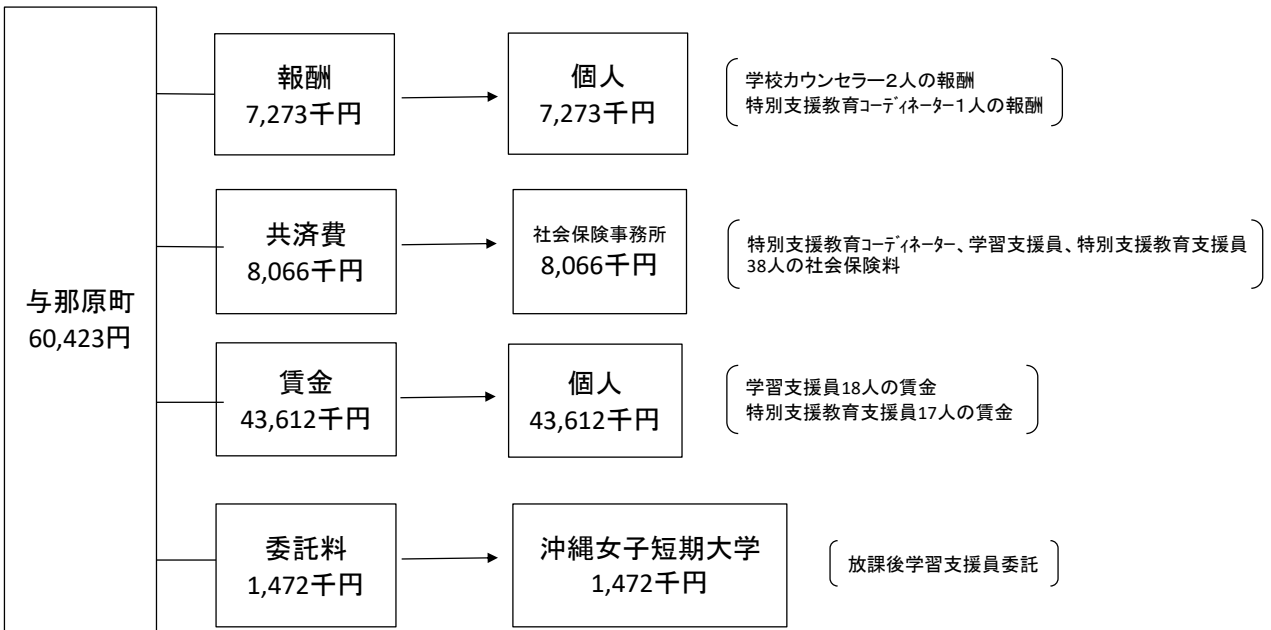 与那原町
60,423円
報酬
7,273千円
個人
7,273千円
学校カウンセラー2人の報酬
特別支援教育ｺｰﾃﾞｨﾈｰﾀｰ1人の報酬
共済費
8,066千円
社会保険事務所
8,066千円
特別支援教育ｺｰﾃﾞｨﾈｰﾀｰ、学習支援員、特別支援教育支援員
38人の社会保険料
賃金
43,612千円
個人
43,612千円
学習支援員18人の賃金
特別支援教育支援員17人の賃金
委託料
1,472千円
沖縄女子短期大学
1,472千円
放課後学習支援員委託